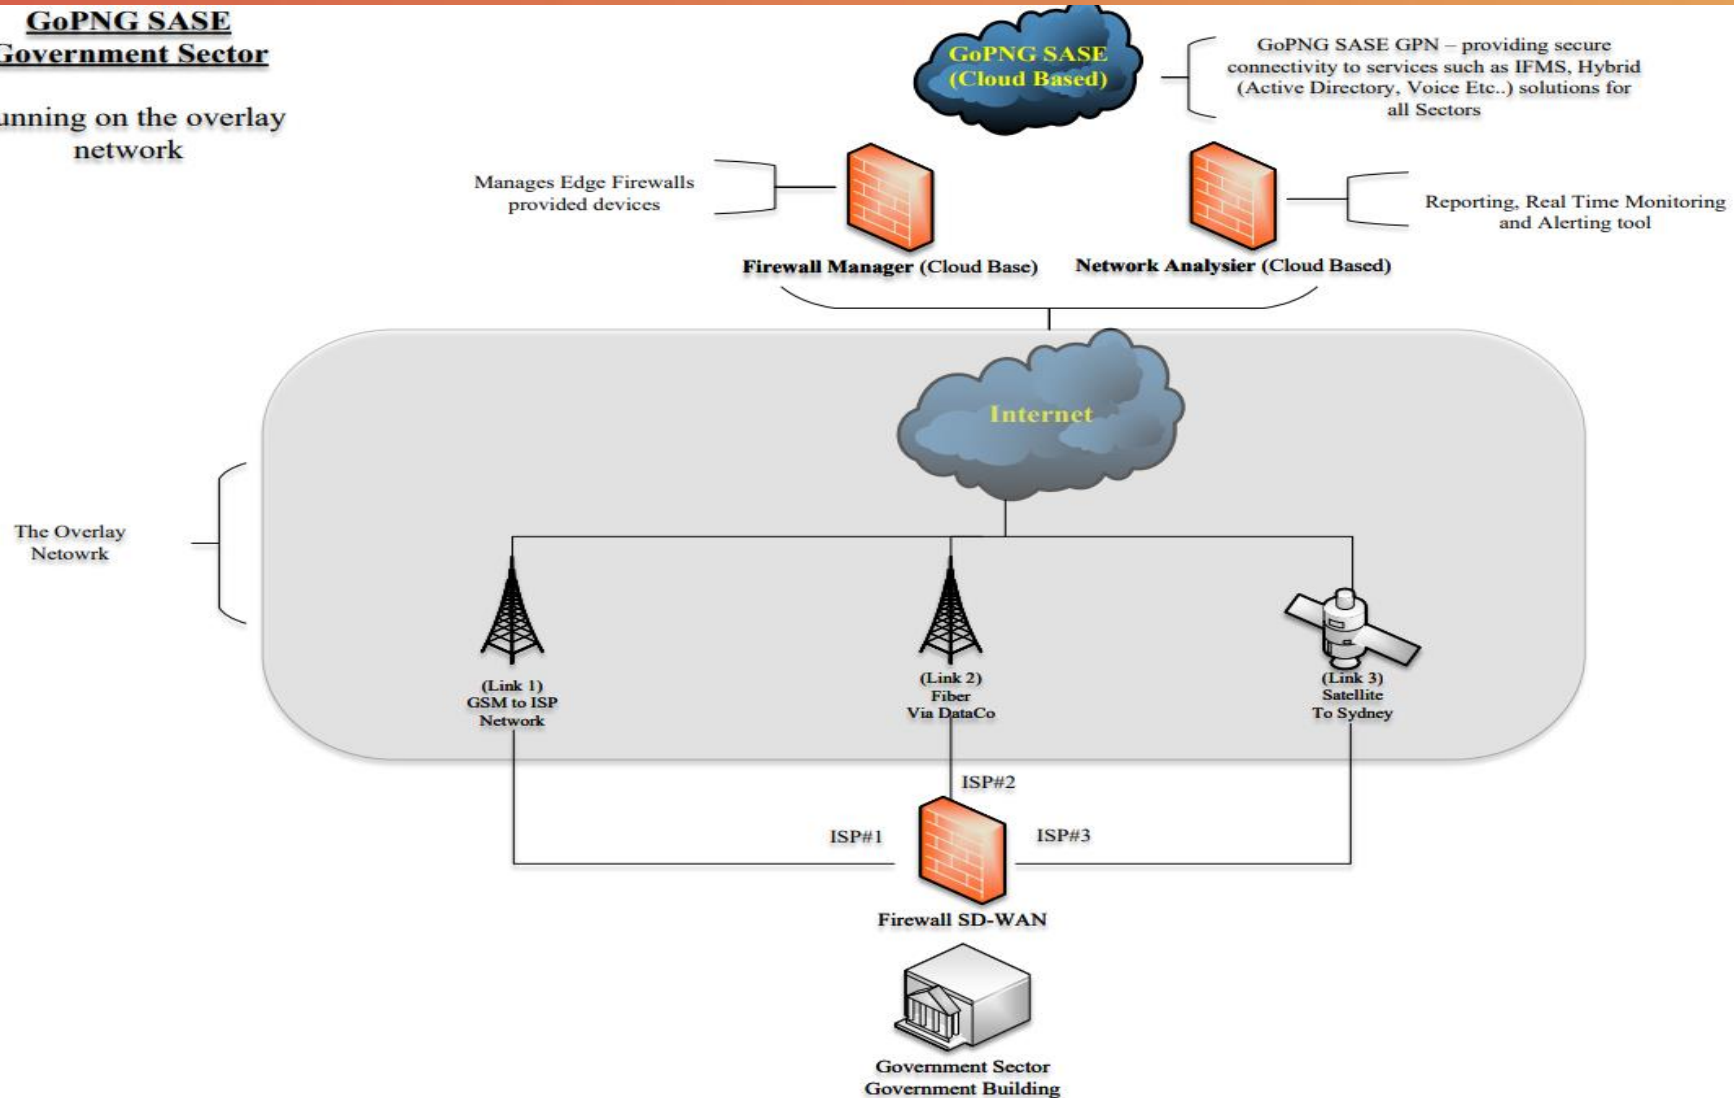 GoPNG SASE
Government Sector
unning on the overlay
network
GoPNG SASE
(Cloud Based)
GoPNG SASE GPN – providing secure
connectivity to services such as IFMS, Hybrid
(Active Directory, Voice Etc..) solutions for
all Sectors
Manages Edge Firewalls
provided devices
Reporting, Real Time Monitoring
and Alerting tool
Firewall Manager (Cloud Base)
Network Analysier (Cloud Based)
Internet
The Overlay
Netowrk
(Link 1)
GSM to ISP
Network
(Link 2)
Fiber
Via DataCo
(Link 3)
Satellite
To Sydney
ISP#2
ISP#1
ISP#3
Firewall SD-WAN
Government Sector
Government Building